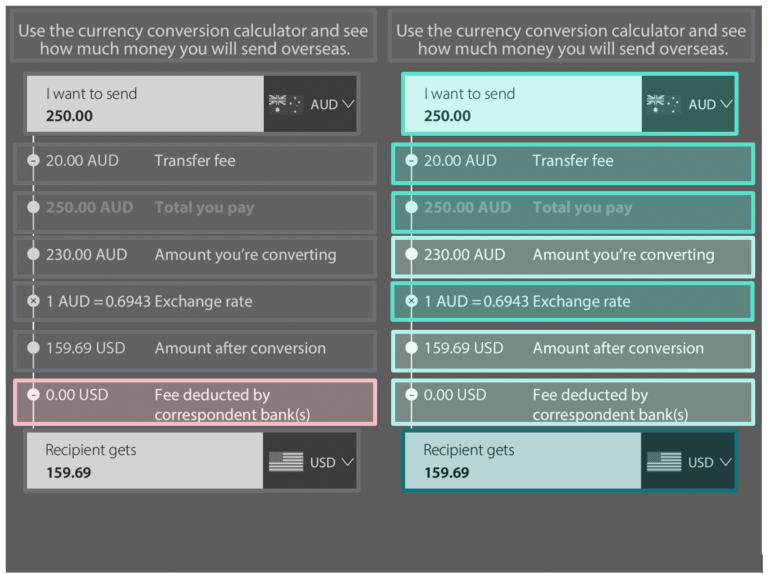 Use the currency conversion calculator and see
how much money you will send overseas.
I want to send
250.00
AUD
20.00 AUD Transfer fee
250.00 AUD Total you pay
230.00 AUD Amount you're converting
1 AUD = 0.6943 Exchange rate
159.69 USD Amount after conversion
0.00 USD Fee deducted by
correspondent bank(s)
Recipient gets
159.69
USD
Use the currency conversion calculator and see
how much money you will send overseas.
I want to send
250.00
AUD
20.00 AUD Transfer fee
250.00 AUD Total you pay
230.00 AUD Amount you're converting
1 AUD = 0.6943 Exchange rate
159.69 USD Amount after conversion
0.00 USD Fee deducted by
correspondent bank(s)
Recipient gets
159.69
USD